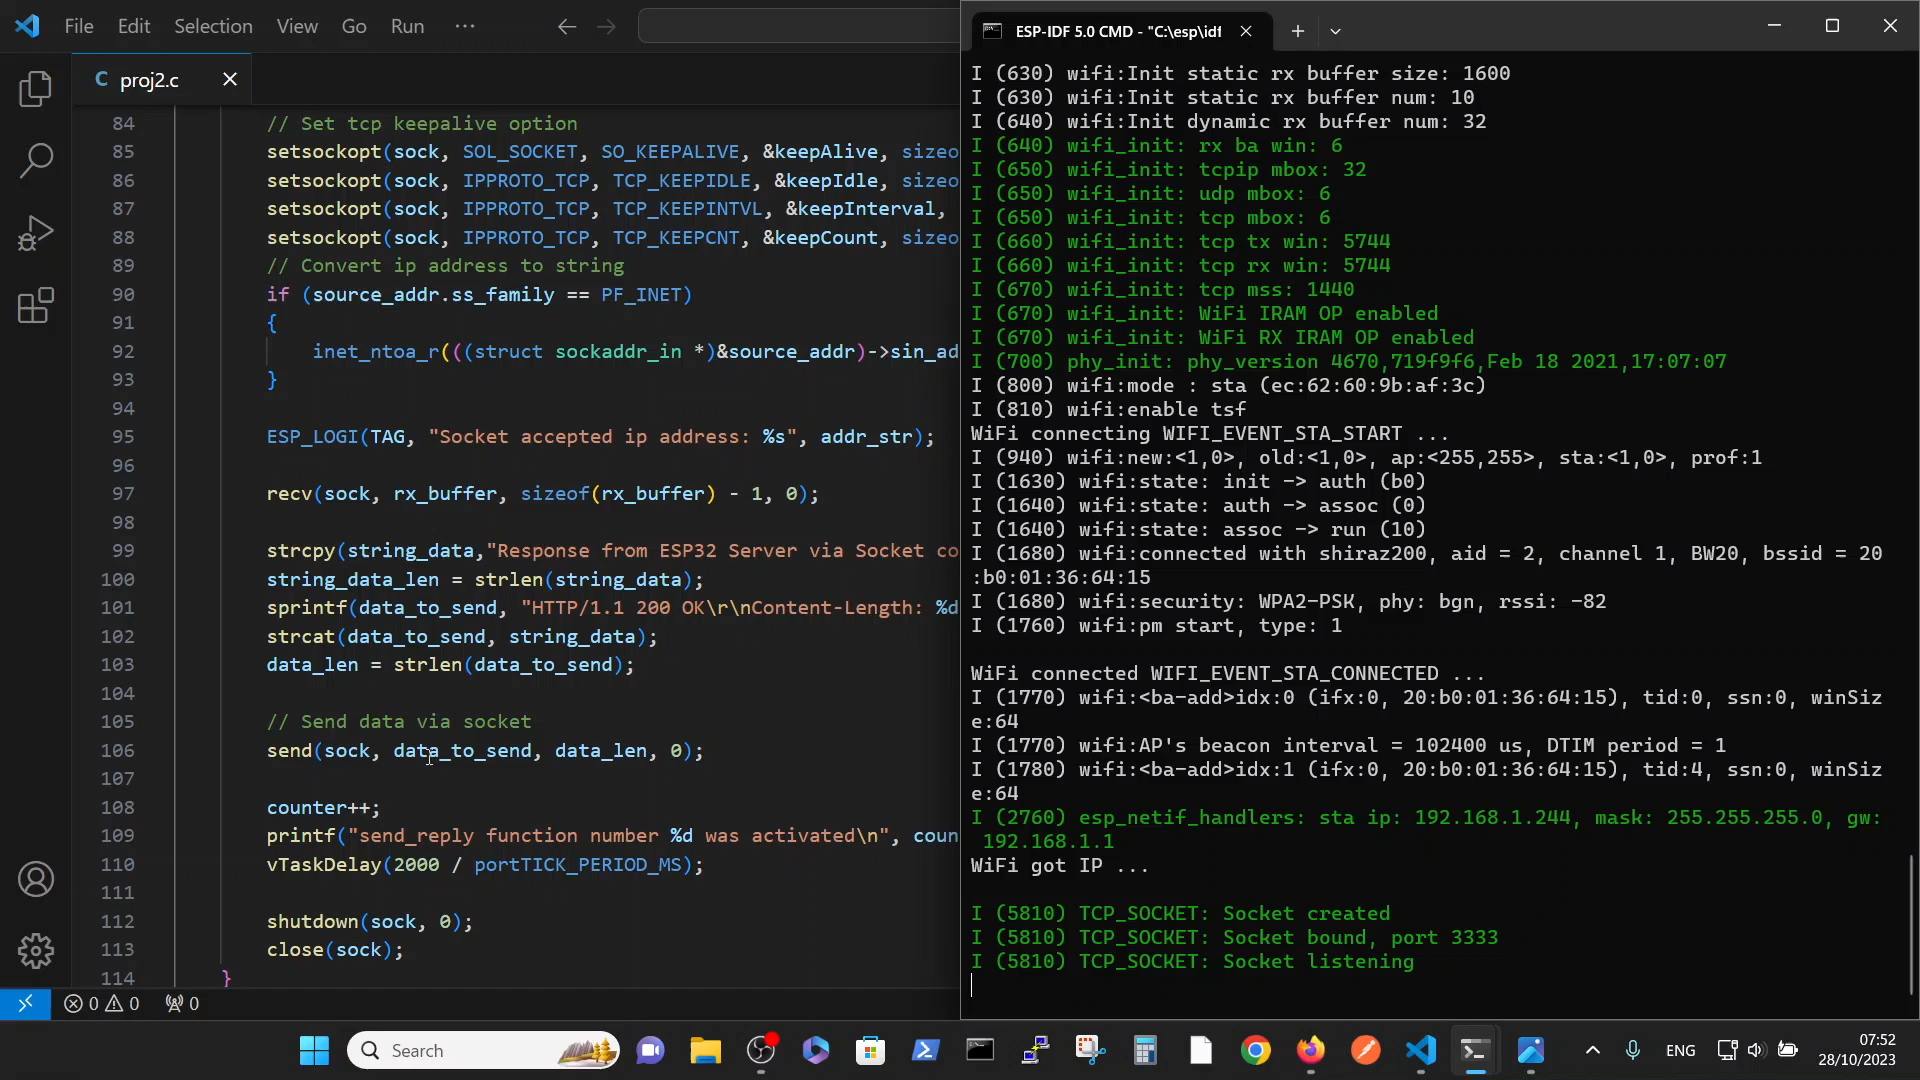 File Edit Selection View Go Run ···
C proj2.c
84 // Set tcp keepalive option
85 setsockopt(sock, SOL_SOCKET, SO_KEEPALIVE, &keepAlive, sizeo
86 setsockopt(sock, IPPROTO_TCP, TCP_KEEPIDLE, &keepIdle, sizeo
87 setsockopt(sock, IPPROTO_TCP, TCP_KEEPINTVL, &keepInterval,
88 setsockopt(sock, IPPROTO_TCP, TCP_KEEPCNT, &keepCount, sizeo
89 // Convert ip address to string
90 if (source_addr.ss_family == PF_INET)
91 {
92 inet_ntoa_r(((struct sockaddr_in *)&source_addr)->sin_ad
93 }
94
95 ESP_LOGI(TAG, "Socket accepted ip address: %s", addr_str);
96
97 recv(sock, rx_buffer, sizeof(rx_buffer) - 1, 0);
98
99 strcpy(string_data,"Response from ESP32 Server via Socket co
100 string_data_len = strlen(string_data);
101 sprintf(data_to_send, "HTTP/1.1 200 OK\r\nContent-Length: %d
102 strcat(data_to_send, string_data);
103 data_len = strlen(data_to_send);
104
105 // Send data via socket
106 send(sock, data_to_send, data_len, 0);
107
108 counter++;
109 printf("send_reply function number %d was activated\n", coun
110 vTaskDelay(2000 / portTICK_PERIOD_MS);
111
112 shutdown(sock, 0);
113 close(sock);
114 }
0 0 0
ESP-IDF 5.0 CMD - "C:\esp\idf
I (630) wifi:Init static rx buffer size: 1600
I (630) wifi:Init static rx buffer num: 10
I (640) wifi:Init dynamic rx buffer num: 32
I (640) wifi_init: rx ba win: 6
I (650) wifi_init: tcpip mbox: 32
I (650) wifi_init: udp mbox: 6
I (650) wifi_init: tcp mbox: 6
I (660) wifi_init: tcp tx win: 5744
I (660) wifi_init: tcp rx win: 5744
I (670) wifi_init: tcp mss: 1440
I (670) wifi_init: WiFi IRAM OP enabled
I (670) wifi_init: WiFi RX IRAM OP enabled
I (700) phy_init: phy_version 4670,719f9f6,Feb 18 2021,17:07:07
I (800) wifi:mode : sta (ec:62:60:9b:af:3c)
I (810) wifi:enable tsf
WiFi connecting WIFI_EVENT_STA_START ...
I (940) wifi:new:<1,0>, old:<1,0>, ap:<255,255>, sta:<1,0>, prof:1
I (1630) wifi:state: init -> auth (b0)
I (1640) wifi:state: auth -> assoc (0)
I (1640) wifi:state: assoc -> run (10)
I (1680) wifi:connected with shiraz200, aid = 2, channel 1, BW20, bssid = 20
:b0:01:36:64:15
I (1680) wifi:security: WPA2-PSK, phy: bgn, rssi: -82
I (1760) wifi:pm start, type: 1
WiFi connected WIFI_EVENT_STA_CONNECTED ...
I (1770) wifi:<ba-add>idx:0 (ifx:0, 20:b0:01:36:64:15), tid:0, ssn:0, winSiz
e:64
I (1770) wifi:AP's beacon interval = 102400 us, DTIM period = 1
I (1780) wifi:<ba-add>idx:1 (ifx:0, 20:b0:01:36:64:15), tid:4, ssn:0, winSiz
e:64
I (2760) esp_netif_handlers: sta ip: 192.168.1.244, mask: 255.255.255.0, gw:
192.168.1.1
WiFi got IP ...
I (5810) TCP_SOCKET: Socket created
I (5810) TCP_SOCKET: Socket bound, port 3333
I (5810) TCP_SOCKET: Socket listening
Search
ENG
07:52
28/10/2023